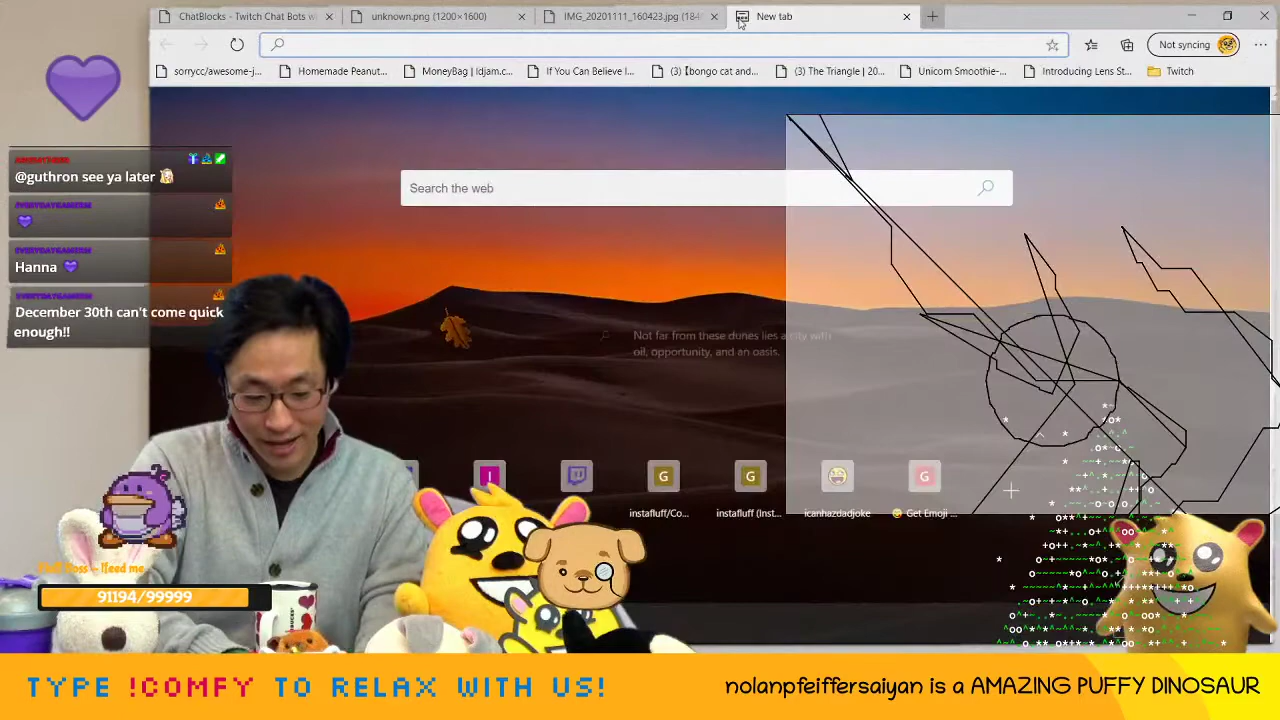 ChatBlocks - Twitch Chat Bots w
unknown.png (1200×1600)
IMG_20201111_160423.jpg (184
New tab
Not syncing
sorrycc/awesome-j...
Homemade Peanut...
Moneybag | djam.c...
If You Can Believe I...
(3)【bongo cat and...
(3) The Triangle | 20...
Unicorn Smoothie-...
Introducing Lens St...
Twitch
Search the web
@guthron see ya later
Hanna
December 30th can't come quick
enough!!
Not far from these dunes lies a city with
oil, opportunity, and an oasis.
instafluff/Co...
instafluff (Inst...
icanhazdadjoke
Get Emoji ...
91194/99999
TYPE !COMFY TO RELAX WITH US!
nolanpfeiffersaiyan is a AMAZING PUFFY DINOSAUR